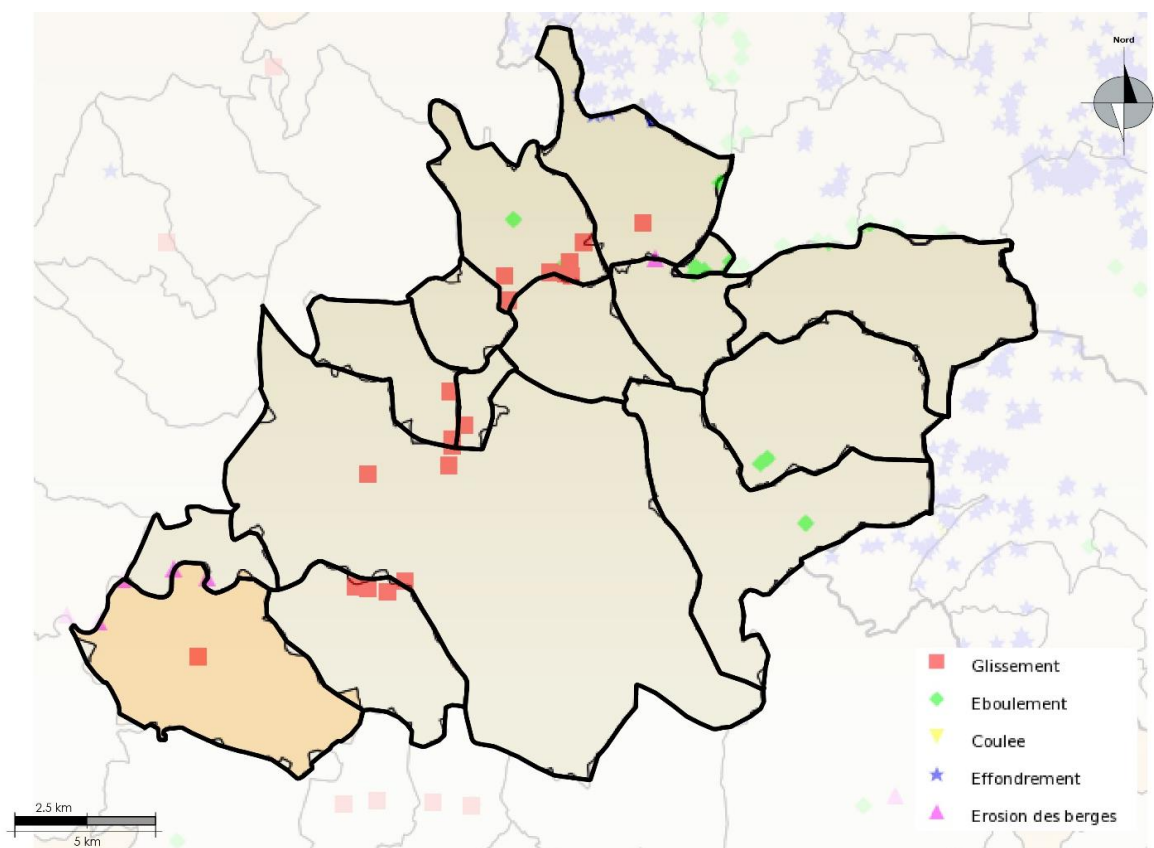 Nord
Glissement
Eboulement
Coulee
Effondrement
Erosion des berges
2.5 km
5 km